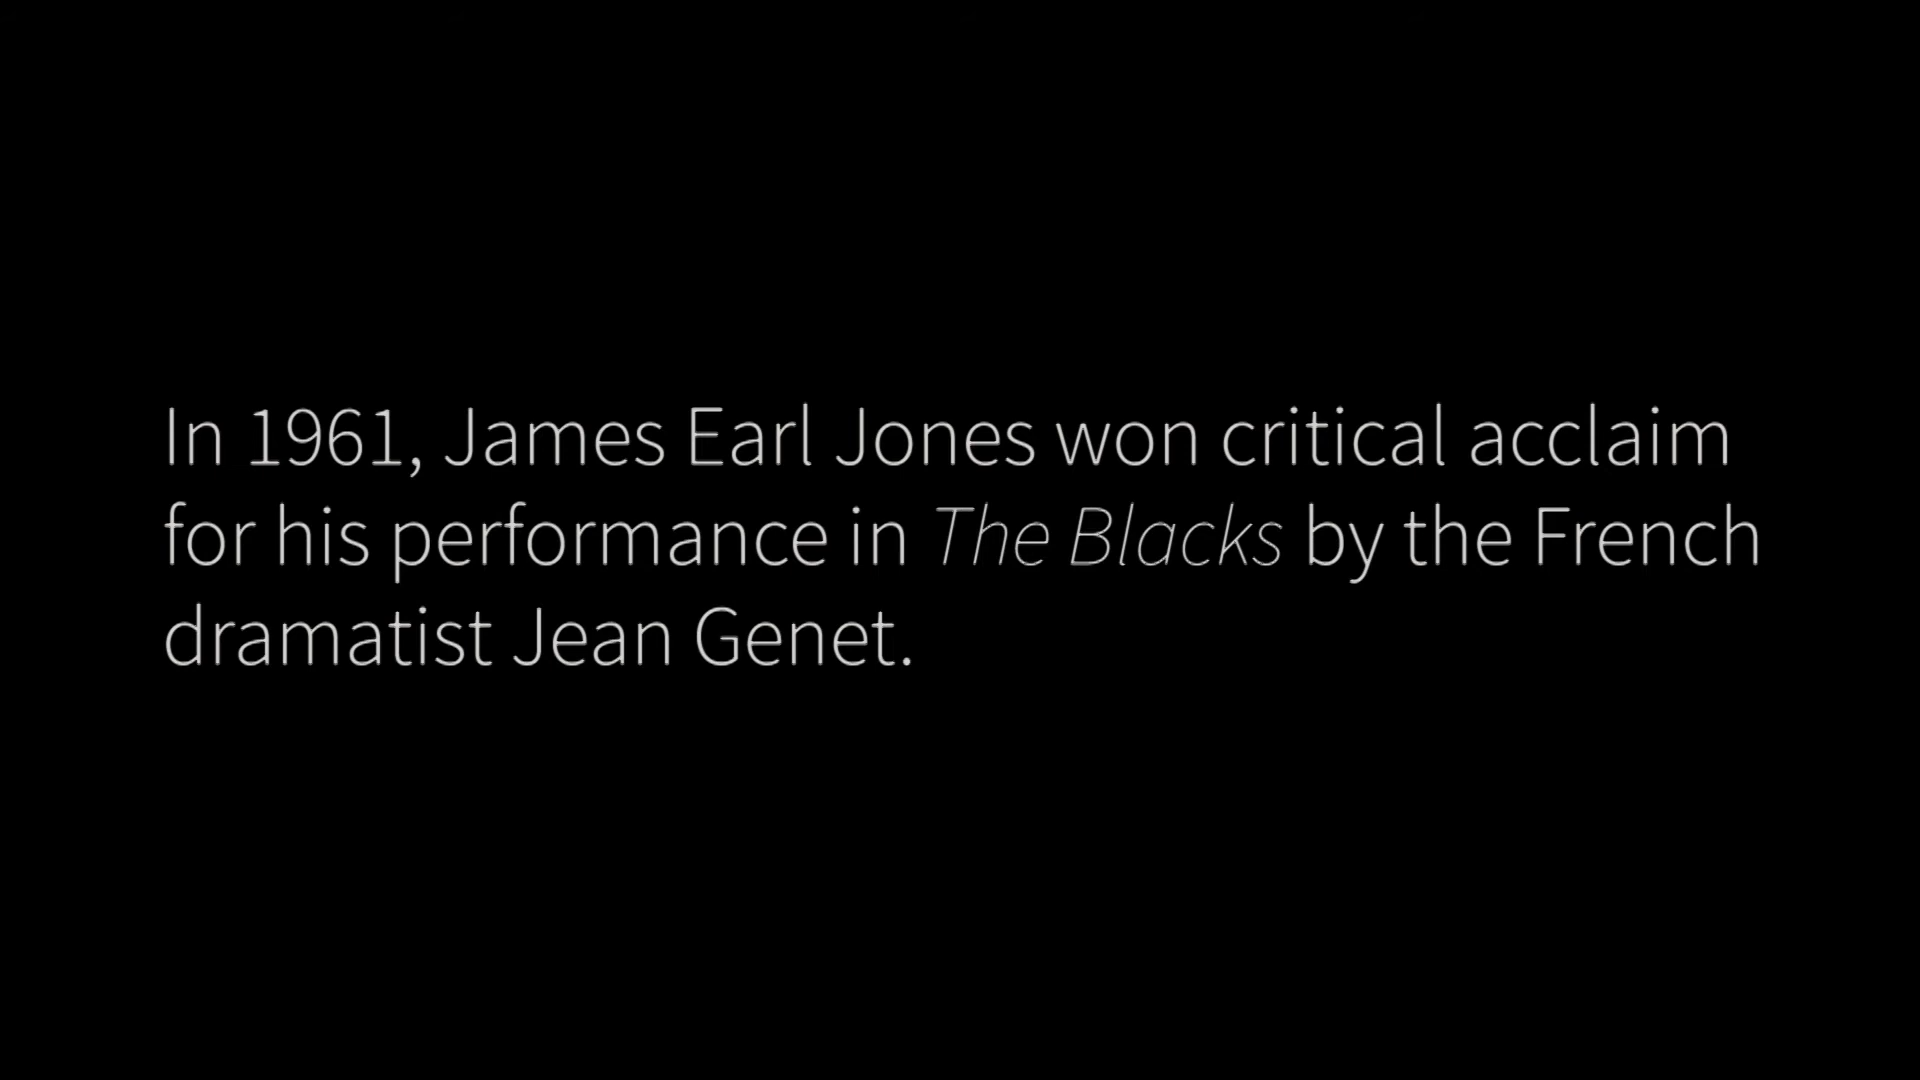 In 1961, James Earl Jones won critical acclaim
for his performance in The Blacks by the French
dramatist Jean Genet.